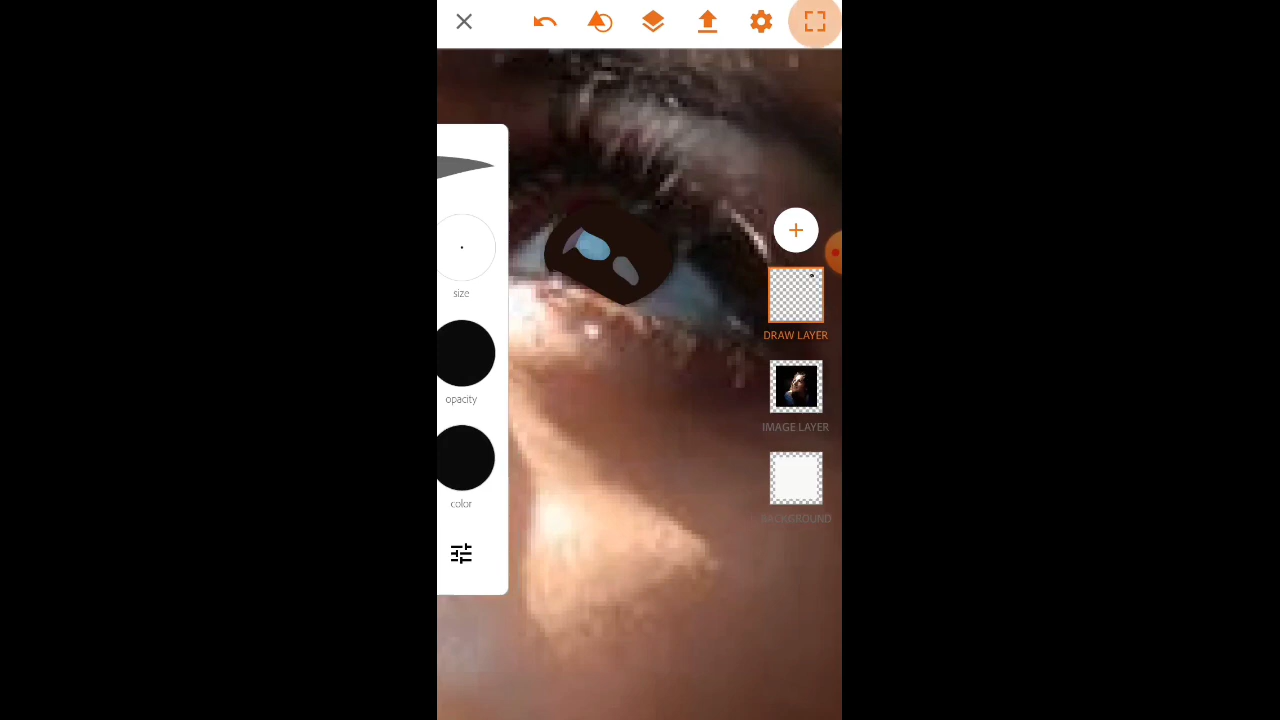 size
opacity
color
DRAW LAYER
IMAGE LAYER
BACKGROUND